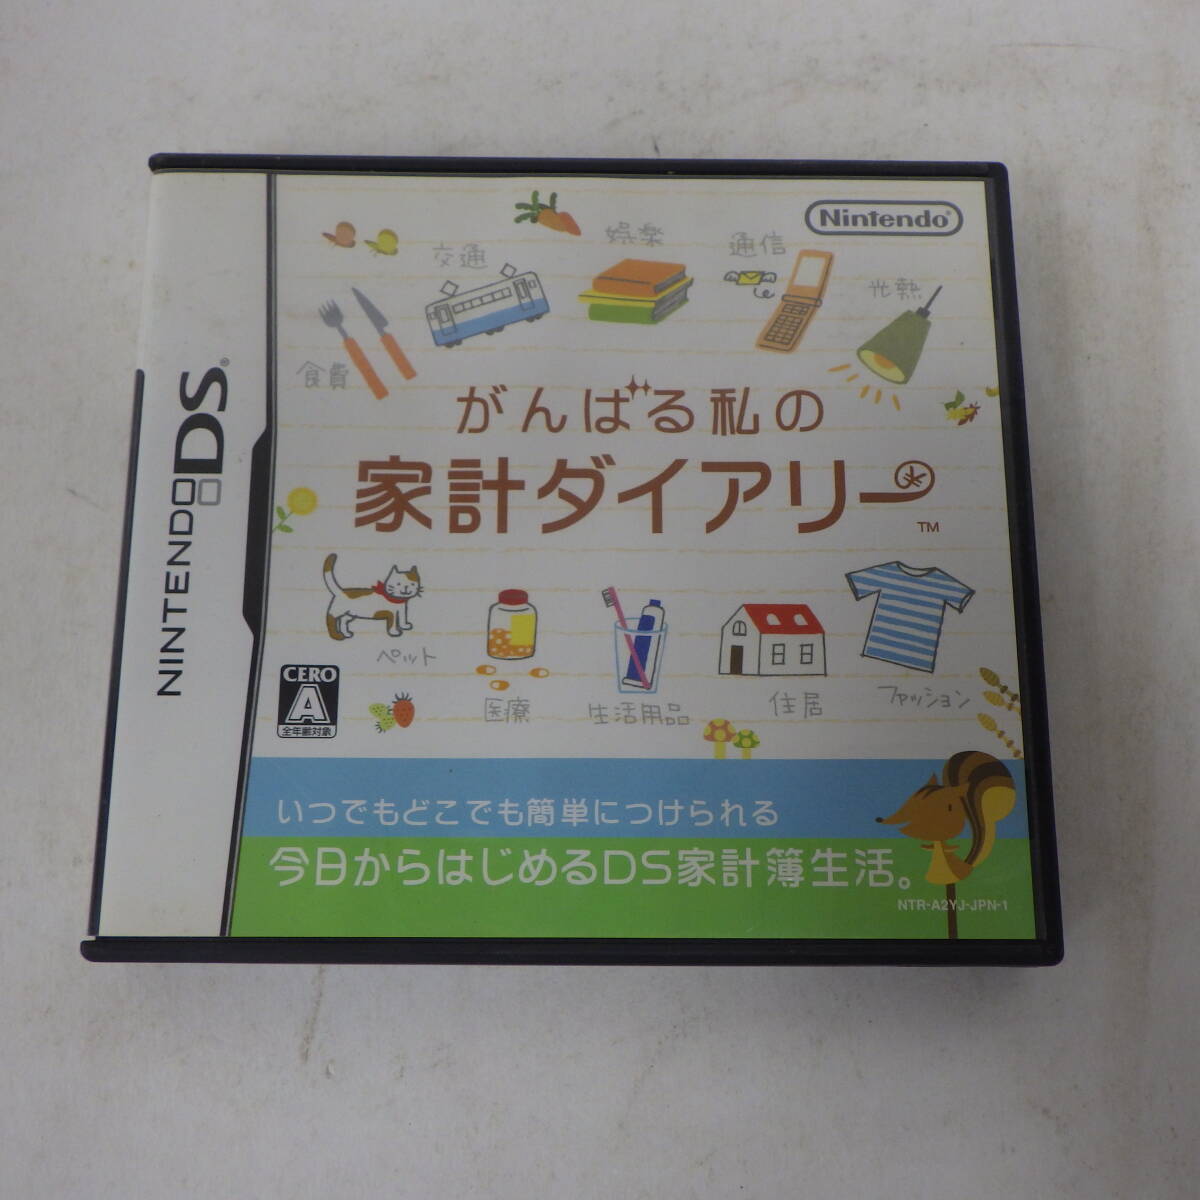 NINTENDO DS®
Nintendo®
娯楽
通信
交通
光熱
食費
がんばる私の
家計ダイアリー
TM
ペット
医療
生活用品
住居
ファッション
CERO
A
全年齢対象
いつでもどこでも簡単につけられる
今日からはじめるDS家計簿生活。
NTR-A2YJ-JPN-1